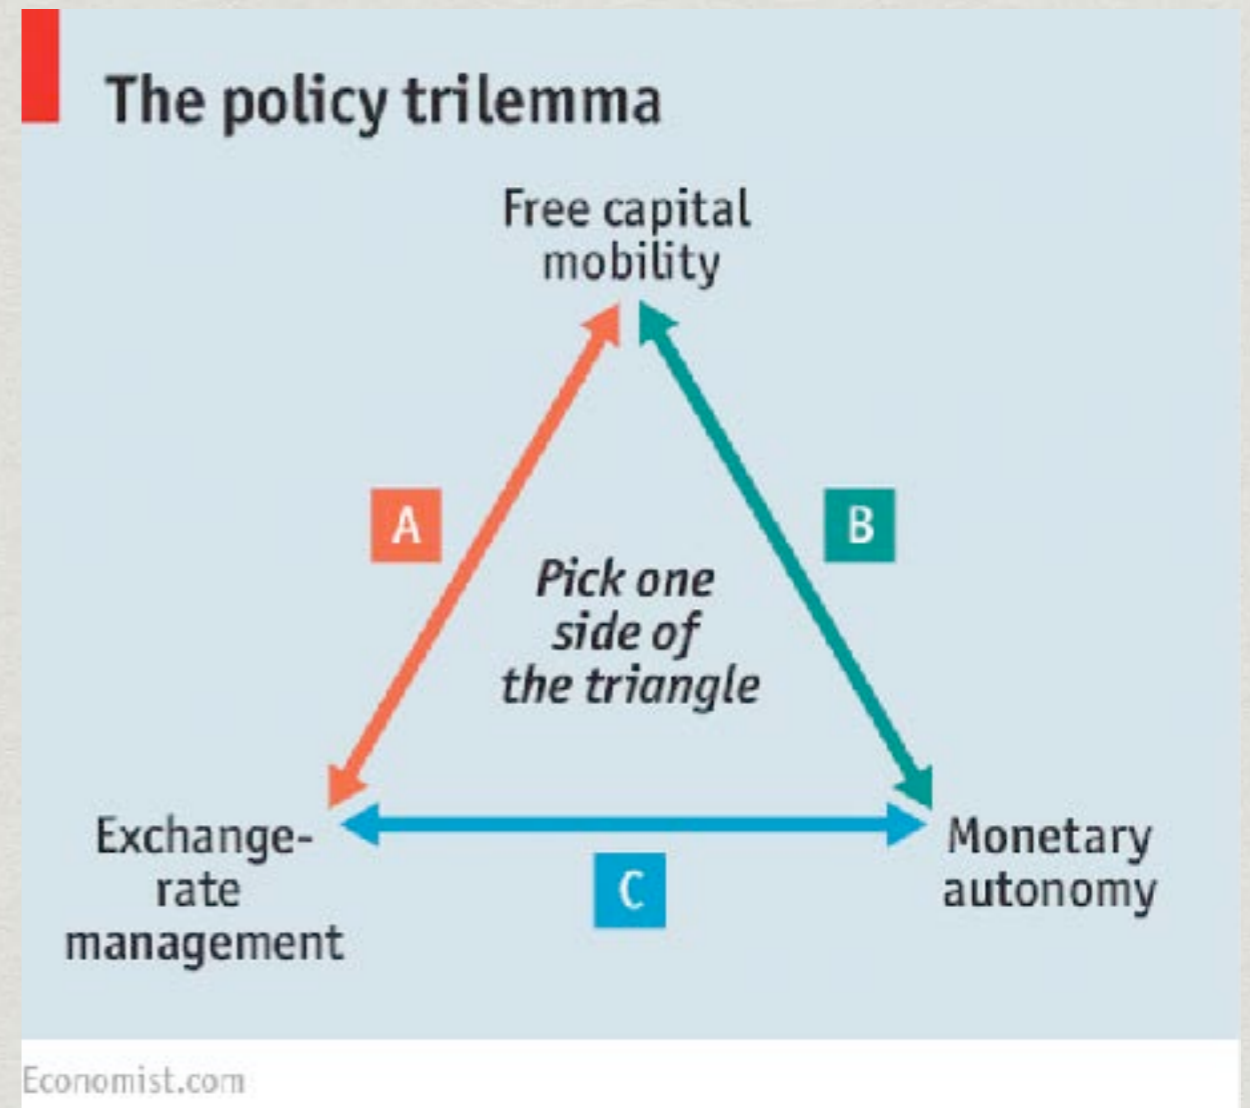 The policy trilemma
Free capital
mobility
A
B
Pick one
side of
the triangle
Exchange-
rate
management
Monetary
autonomy
C
Economist.com